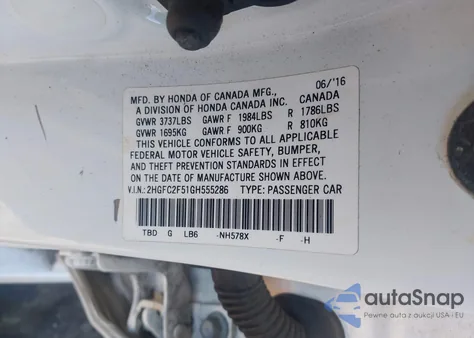 MFD. BY HONDA OF CANADA MFG., 06/'16
A DIVISION OF HONDA CANADA INC. CANADA
GVWR 3737LBS GAWR F 1984LBS R 1786LBS
GVWR 1695KG GAWR F 900KG R 810KG
THIS VEHICLE CONFORMS TO ALL APPLICABLE
FEDERAL MOTOR VEHICLE SAFETY, BUMPER,
AND THEFT PREVENTION STANDARDS IN EFFECT
ON THE DATE OF MANUFACTURE SHOWN ABOVE.
V.I.N.: 2HGFC2F51GH555286 TYPE: PASSENGER CAR
TBD G LB6 -NH578X -F -H
autoSnap
Pewne auto z aukcji USA i EU